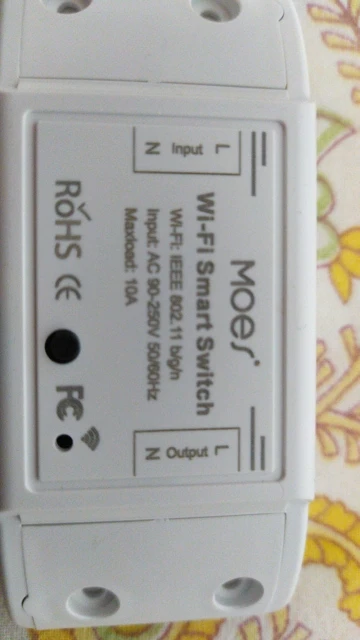 MOES
Wi-Fi Smart Switch
Wi-Fi: IEEE 802.11 b/g/n
Input: AC 90-250V 50/60Hz
Maxload: 10A
L
Input
N
L
Output
N
RoHS CE FC